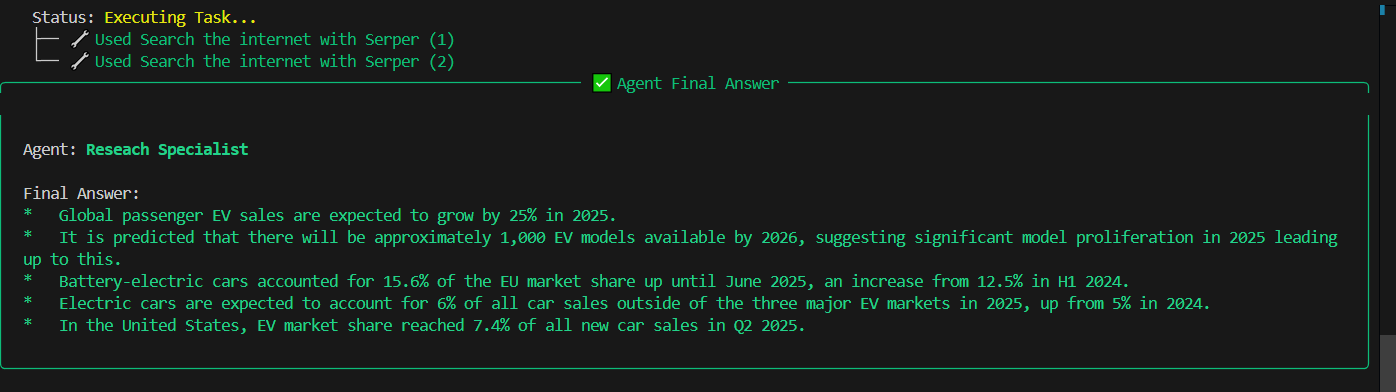 Status: Executing Task...
Used Search the internet with Serper (1)
Used Search the internet with Serper (2)
✅ Agent Final Answer
Agent: Reseach Specialist
Final Answer:
*   Global passenger EV sales are expected to grow by 25% in 2025.
*   It is predicted that there will be approximately 1,000 EV models available by 2026, suggesting significant model proliferation in 2025 leading
up to this.
*   Battery-electric cars accounted for 15.6% of the EU market share up until June 2025, an increase from 12.5% in H1 2024.
*   Electric cars are expected to account for 6% of all car sales outside of the three major EV markets in 2025, up from 5% in 2024.
*   In the United States, EV market share reached 7.4% of all new car sales in Q2 2025.